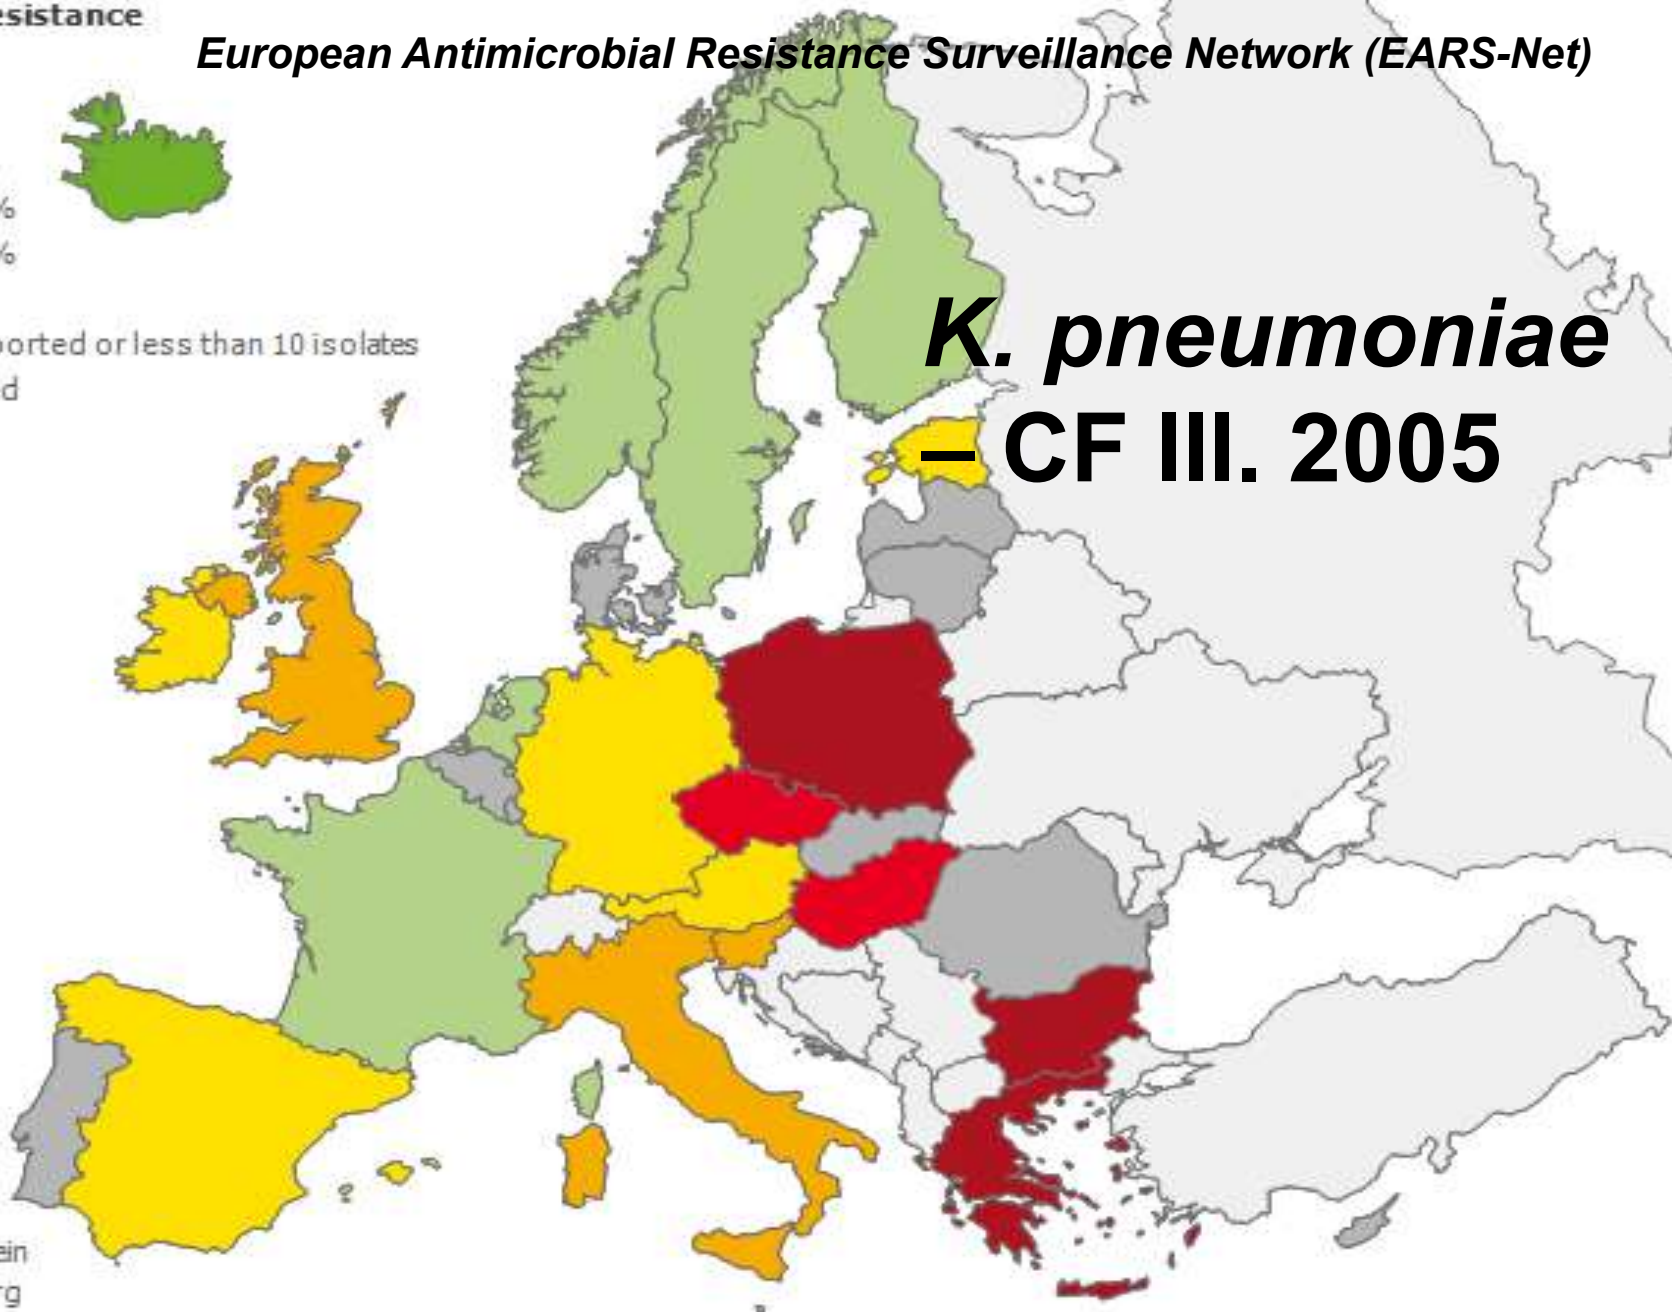 esistance
European Antimicrobial Resistance Surveillance Network (EARS-Net)
%
%
K. pneumoniae
orted or less than 10 isolates
d
– CF III. 2005
ein
rg